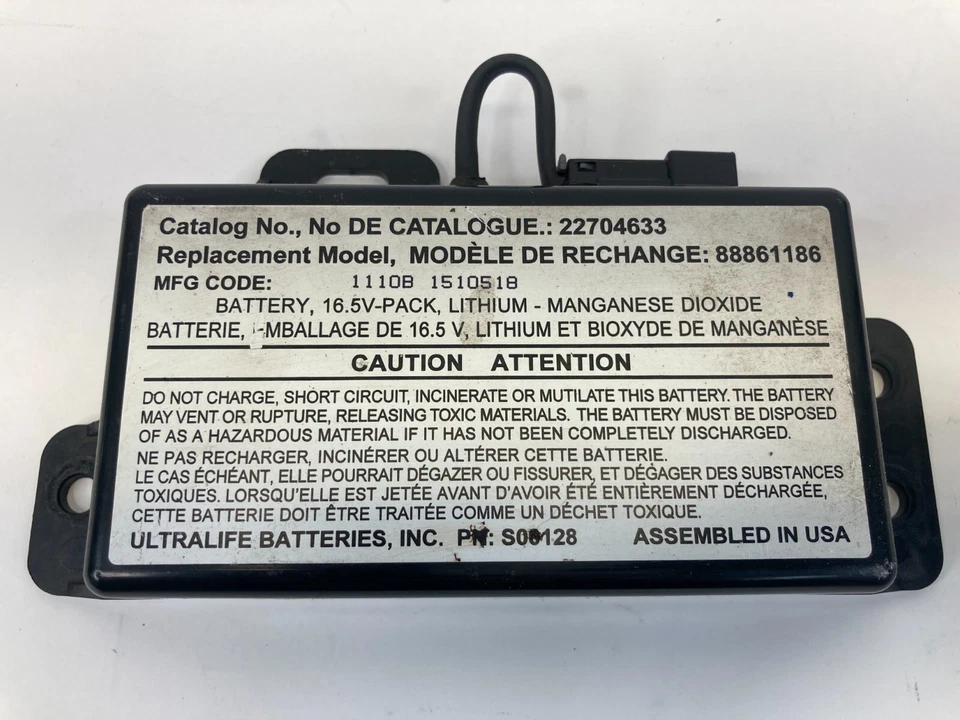 Catalog No., No DE CATALOGUE.: 22704633
Replacement Model, MODÈLE DE RECHANGE: 88861186
MFG CODE: 1110B 1510518
BATTERY, 16.5V-PACK, LITHIUM - MANGANESE DIOXIDE
BATTERIE, EMBALLAGE DE 16.5 V, LITHIUM ET BIOXYDE DE MANGANÈSE
CAUTION ATTENTION
DO NOT CHARGE, SHORT CIRCUIT, INCINERATE OR MUTILATE THIS BATTERY. THE BATTERY
MAY VENT OR RUPTURE, RELEASING TOXIC MATERIALS. THE BATTERY MUST BE DISPOSED
OF AS A HAZARDOUS MATERIAL IF IT HAS NOT BEEN COMPLETELY DISCHARGED.
NE PAS RECHARGER, INCINÉRER OU ALTÉRER CETTE BATTERIE.
LE CAS ÉCHÉANT, ELLE POURRAIT DÉGAZER OU FISSURER, ET DÉGAGER DES SUBSTANCES
TOXIQUES. LORSQU'ELLE EST JETÉE AVANT D'AVOIR ÉTÉ ENTIÈREMENT DÉCHARGÉE,
CETTE BATTERIE DOIT ÊTRE TRAITÉE COMME UN DÉCHET TOXIQUE.
ULTRALIFE BATTERIES, INC. PN: S00128 ASSEMBLED IN USA